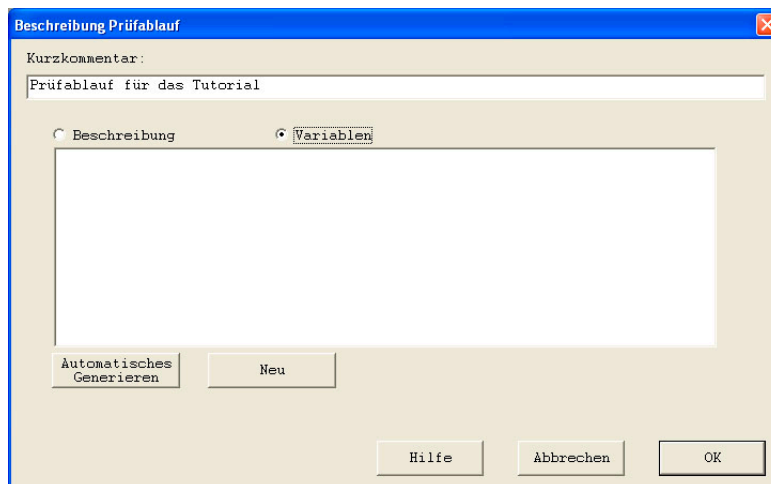 Beschreibung Prüfablauf
Kurzkommentar:
Prüfablauf für das Tutorial
Beschreibung Variablen
Automatisches Generieren Neu
Hilfe Abbrechen OK